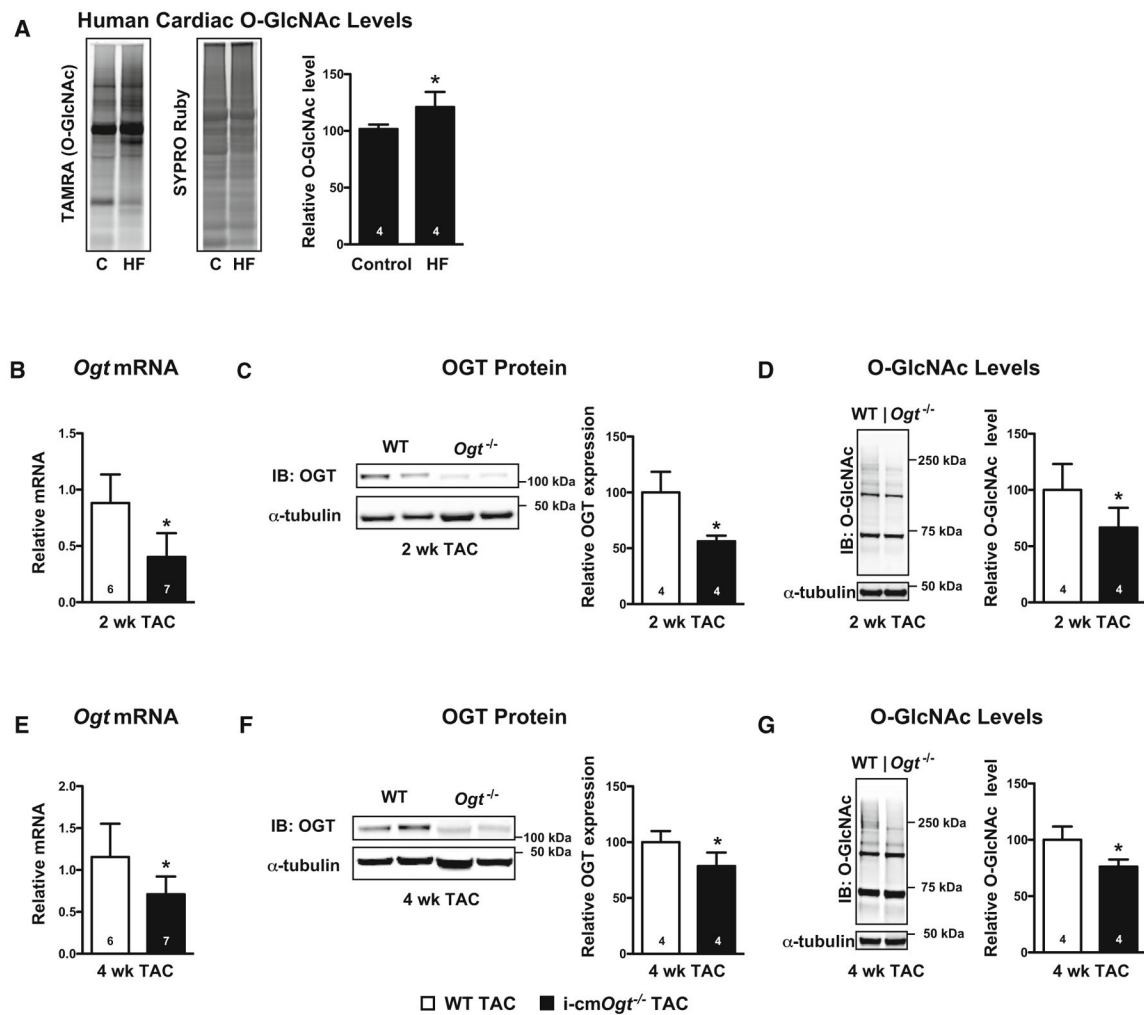 A
Human Cardiac O-GlcNAc Levels
TAMRA (O-GlcNAc)
C HF
SYPRO Ruby
C HF
Relative O-GlcNAc level
150
100
50
0
*
4 4
Control HF
B
Ogt mRNA
Relative mRNA
1.5
1.0
0.5
0.0
*
6 7
2 wk TAC
C
OGT Protein
WT Ogt -/-
IB: OGT
100 kDa
50 kDa
α-tubulin
2 wk TAC
Relative OGT expression
150
100
50
0
*
4 4
2 wk TAC
D
O-GlcNAc Levels
WT | Ogt -/-
IB: O-GlcNAc
250 kDa
75 kDa
50 kDa
α-tubulin
2 wk TAC
Relative O-GlcNAc level
150
100
50
0
*
4 4
2 wk TAC
E
Ogt mRNA
Relative mRNA
2.0
1.5
1.0
0.5
0.0
*
6 7
4 wk TAC
F
OGT Protein
WT Ogt -/-
IB: OGT
100 kDa
50 kDa
α-tubulin
4 wk TAC
Relative OGT expression
150
100
50
0
*
4 4
4 wk TAC
G
O-GlcNAc Levels
WT | Ogt -/-
IB: O-GlcNAc
250 kDa
75 kDa
50 kDa
α-tubulin
4 wk TAC
Relative O-GlcNAc level
150
100
50
0
*
4 4
4 wk TAC
WT TAC i-cmOgt-/- TAC